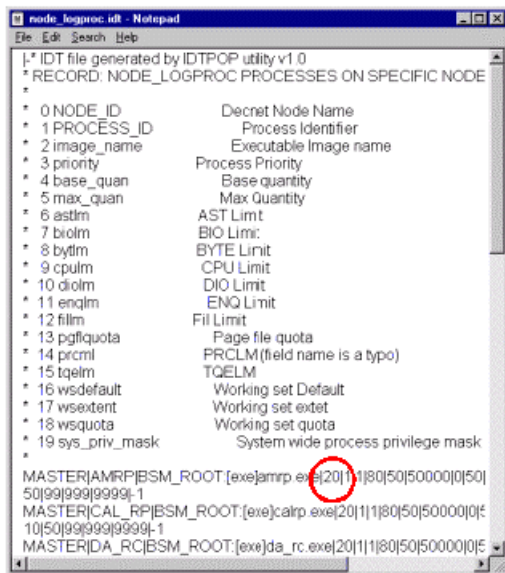 node_logproc.idt - Notepad
File Edit Search Help
|-* IDT file generated by IDTPOP utility v1.0
* RECORD: NODE_LOGPROC PROCESSES ON SPECIFIC NODE
*
* 0 NODE_ID Decnet Node Name
* 1 PROCESS_ID Process Identifier
* 2 image_name Executable Image name
* 3 priority Process Priority
* 4 base_quan Base quantity
* 5 max_quan Max Quantity
* 6 astlm AST Limit
* 7 biolm BIO Limit
* 8 bytlm BYTE Limit
* 9 cpulm CPU Limit
* 10 diolm DIO Limit
* 11 enqlm ENQ Limit
* 12 fillm Fil Limit
* 13 pgflquota Page file quota
* 14 prcml PRCLM (field name is a typo)
* 15 tqelm TQELM
* 16 wsdefault Working set Default
* 17 wsextent Working set extet
* 18 wsquota Working set quota
* 19 sys_priv_mask System wide process privilege mask
*
MASTER|AMRP|BSM_ROOT:[exe]amrp.exe|20|1|1|80|50|50000|0|50|
50|99|999|9999|-1
MASTER|CAL_RP|BSM_ROOT:[exe]calrp.exe|20|1|1|80|50|50000|0|5
10|50|99|999|9999|-1
MASTER|DA_RC|BSM_ROOT:[exe]da_rc.exe|20|1|1|80|50|50000|0|5